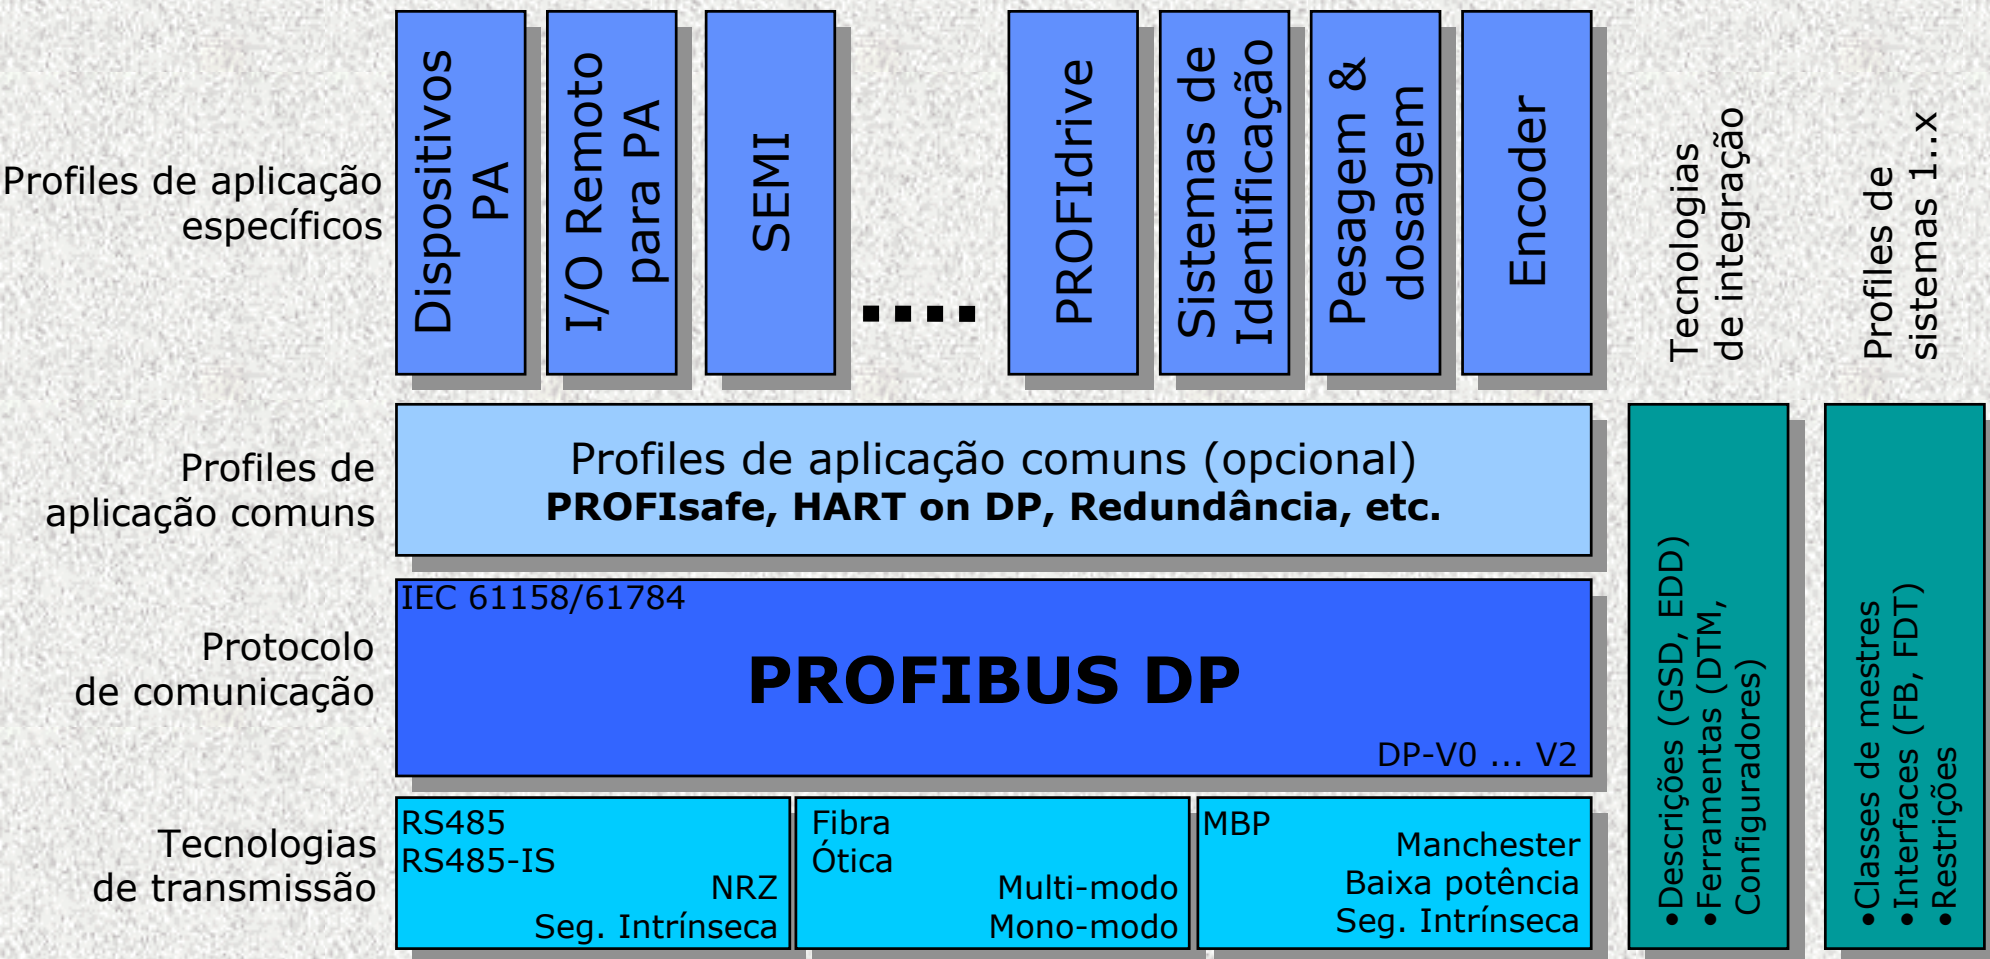 Profiles de aplicação
específicos
Dispositivos
PA
I/O Remoto
para PA
SEMI
PROFIdrive
Sistemas de
Identificação
Pesagem &
dosagem
Encoder
Tecnologias
de integração
Profiles de
sistemas 1..x
Profiles de
aplicação comuns
Profiles de aplicação comuns (opcional)
PROFIsafe, HART on DP, Redundância, etc.
Protocolo
de comunicação
IEC 61158/61784
PROFIBUS DP
DP-V0 ... V2
Tecnologias
de transmissão
RS485
RS485-IS
NRZ
Seg. Intrínseca
Fibra
Ótica
Multi-modo
Mono-modo
MBP
Manchester
Baixa potência
Seg. Intrínseca
•Descrições (GSD, EDD)
•Ferramentas (DTM,
Configuradores)
•Classes de mestres
•Interfaces (FB, FDT)
•Restrições